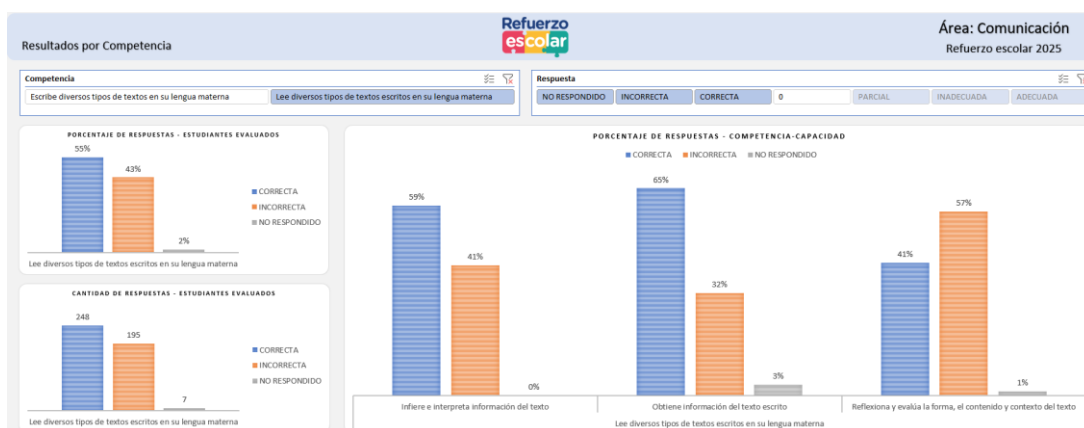 Resultados por Competencia
Refuerzo
escolar
Área: Comunicación
Refuerzo escolar 2025
Competencia
Escribe diversos tipos de textos en su lengua materna
Lee diversos tipos de textos escritos en su lengua materna
Respuesta
NO RESPONDIDO
INCORRECTA
CORRECTA
0
PARCIAL
INADECUADA
ADECUADA
PORCENTAJE DE RESPUESTAS - ESTUDIANTES EVALUADOS
55%
43%
2%
CORRECTA
INCORRECTA
NO RESPONDIDO
Lee diversos tipos de textos escritos en su lengua materna
CANTIDAD DE RESPUESTAS - ESTUDIANTES EVALUADOS
248
195
7
CORRECTA
INCORRECTA
NO RESPONDIDO
Lee diversos tipos de textos escritos en su lengua materna
PORCENTAJE DE RESPUESTAS - COMPETENCIA-CAPACIDAD
CORRECTA INCORRECTA NO RESPONDIDO
59%
41%
0%
65%
32%
3%
41%
57%
1%
Infiere e interpreta información del texto
Obtiene información del texto escrito
Reflexiona y evalúa la forma, el contenido y contexto del texto
Lee diversos tipos de textos escritos en su lengua materna